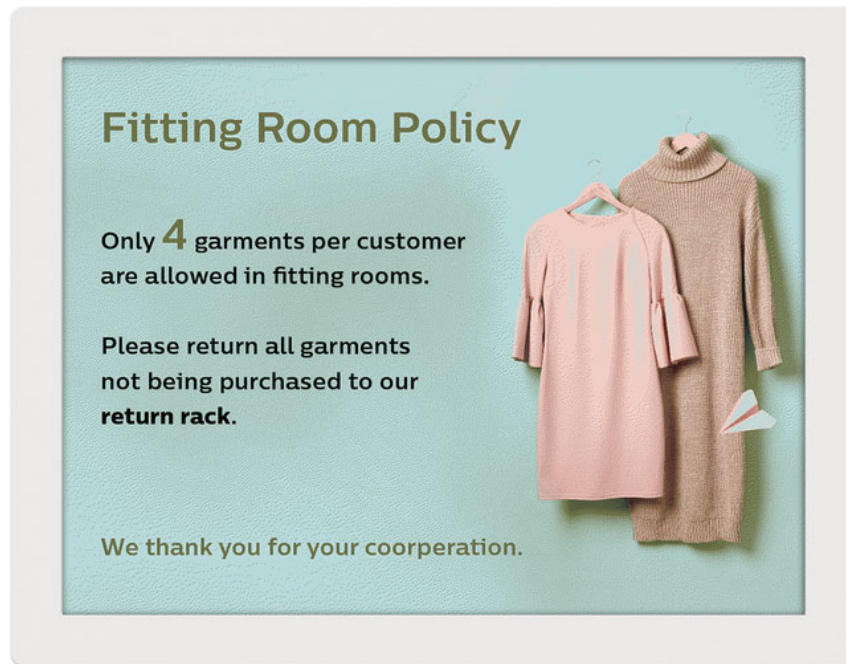 Fitting Room Policy
Only 4 garments per customer
are allowed in fitting rooms.
Please return all garments
not being purchased to our
return rack.
We thank you for your coorperation.